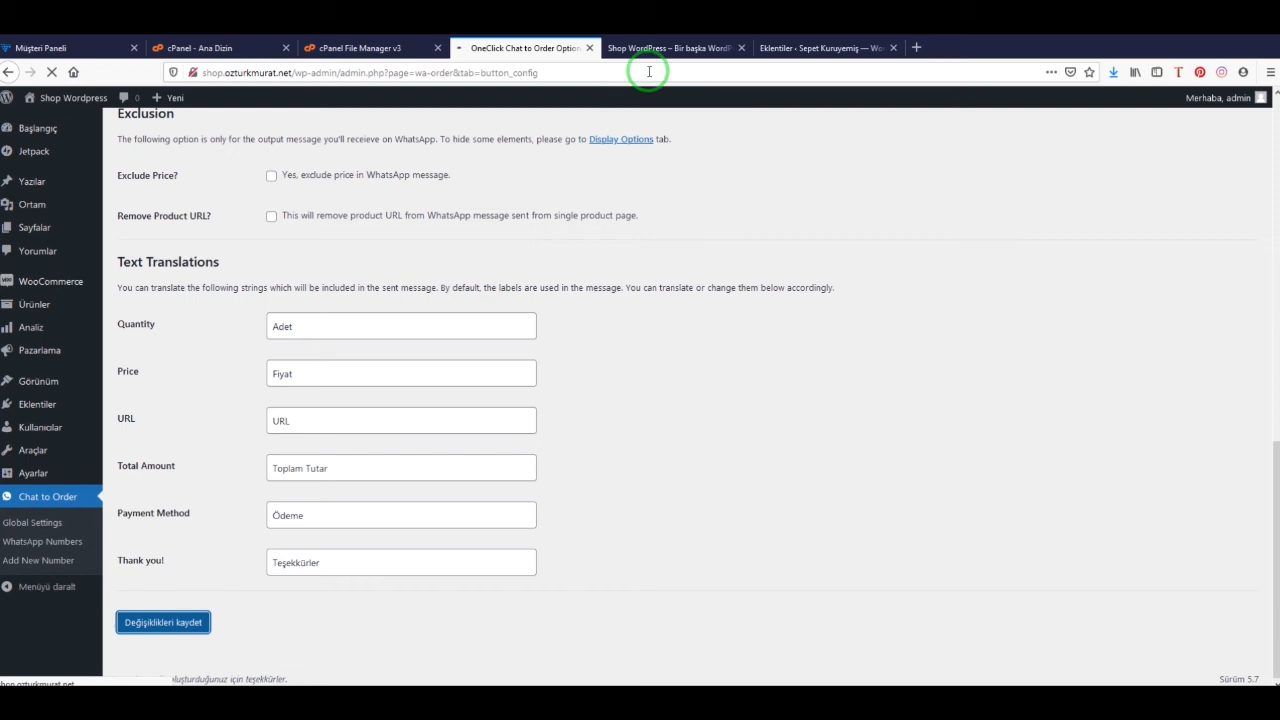 Müşteri Paneli
cPanel - Ana Dizin
cPanel File Manager v3
OneClick Chat to Order Option
Shop WordPress – Bir başka WordP
Eklentiler ‹ Sepet Kuruyemiş — Wo
shop.ozturkmurat.net/wp-admin/admin.php?page=wa-order&tab=button_config
Shop Wordpress
0
Yeni
Merhaba, admin
Başlangıç
Jetpack
Yazılar
Ortam
Sayfalar
Yorumlar
WooCommerce
Ürünler
Analiz
Pazarlama
Görünüm
Eklentiler
Kullanıcılar
Araçlar
Ayarlar
Chat to Order
Global Settings
WhatsApp Numbers
Add New Number
Menüyü daralt
Exclusion
The following option is only for the output message you'll receieve on WhatsApp. To hide some elements, please go to Display Options tab.
Exclude Price?
Yes, exclude price in WhatsApp message.
Remove Product URL?
This will remove product URL from WhatsApp message sent from single product page.
Text Translations
You can translate the following strings which will be included in the sent message. By default, the labels are used in the message. You can translate or change them below accordingly.
Quantity
Adet
Price
Fiyat
URL
URL
Total Amount
Toplam Tutar
Payment Method
Ödeme
Thank you!
Teşekkürler
Değişiklikleri kaydet
için teşekkürler.
Sürüm 5.7